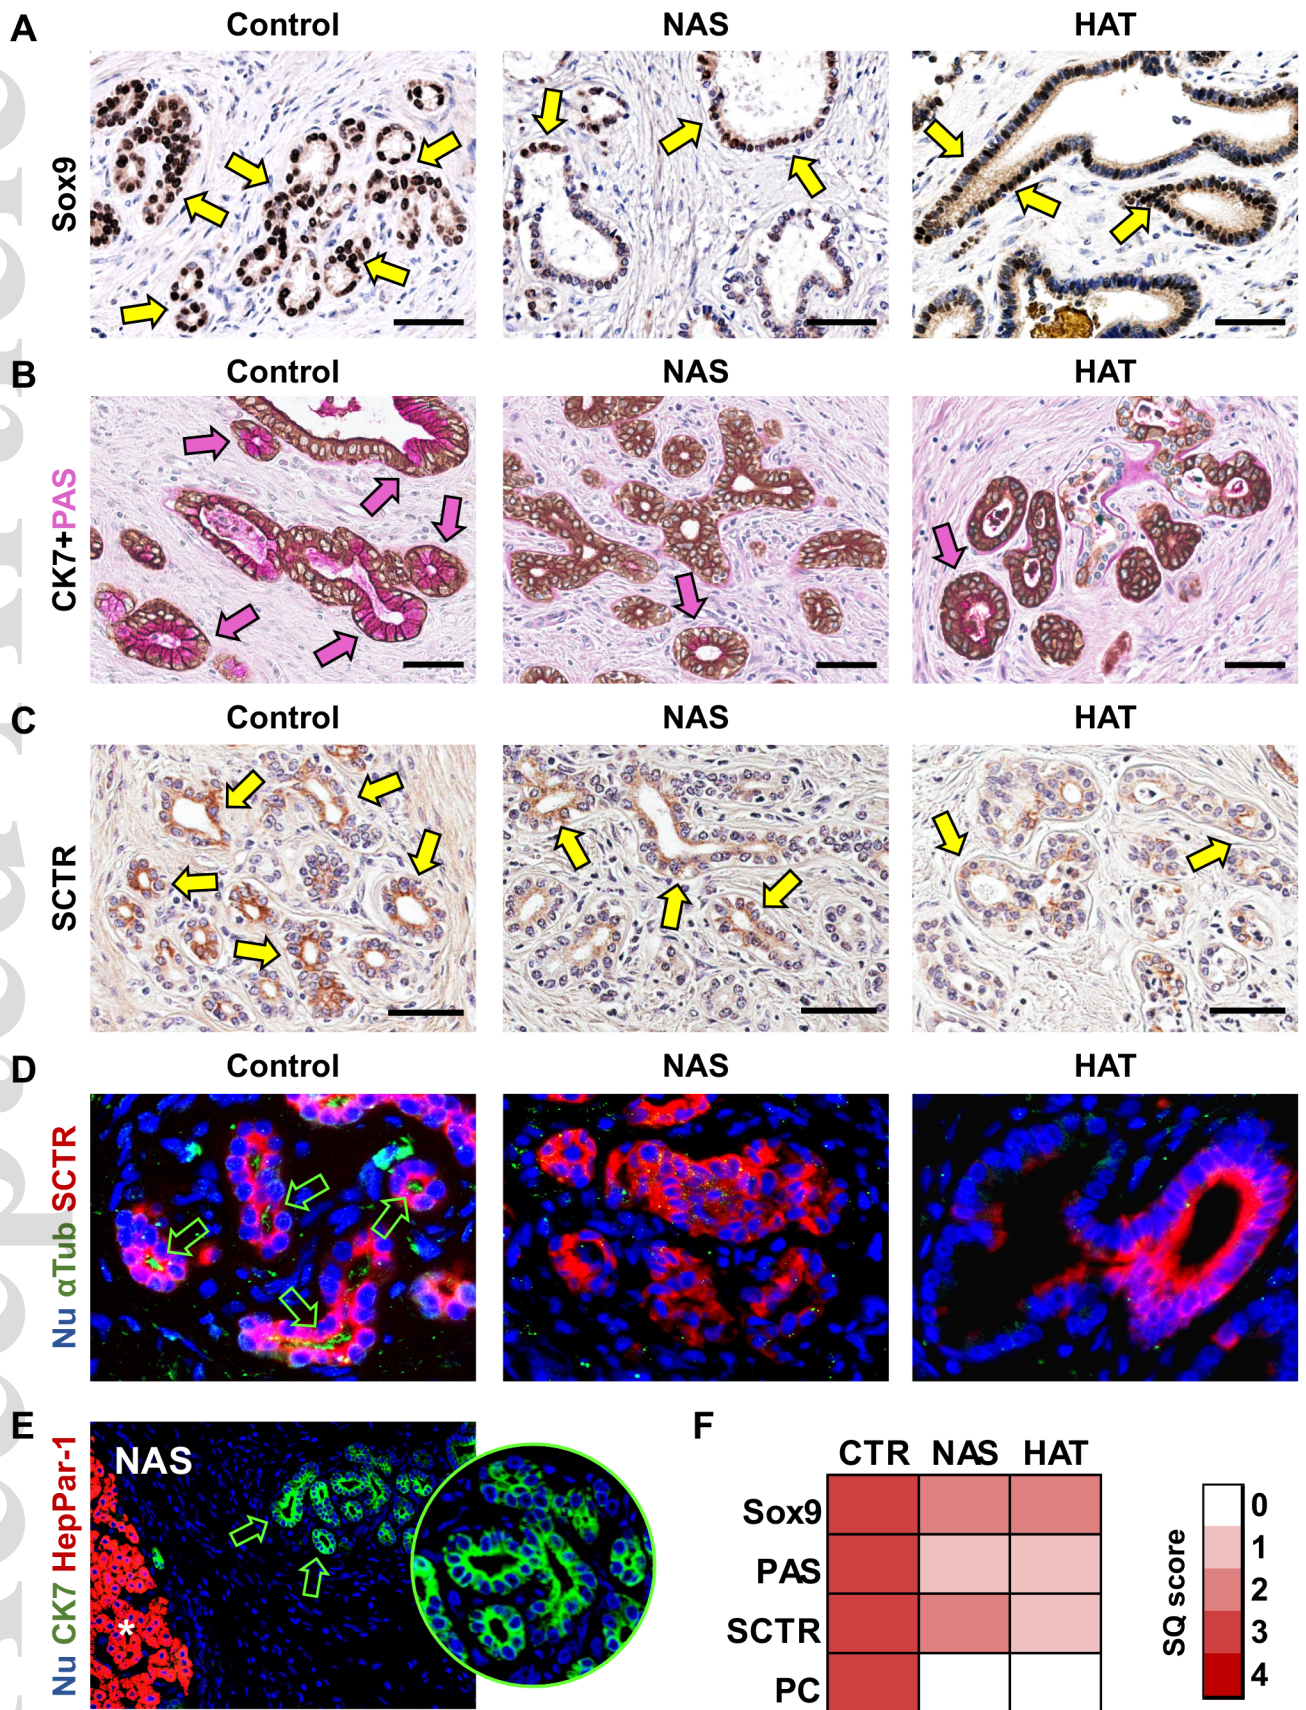 A
Control NAS HAT
Sox9
B
Control NAS HAT
CK7+PAS
C
Control NAS HAT
SCTR
D
Control NAS HAT
Nu αTub SCTR
E
NAS
*
Nu CK7 HepPar-1
F
CTR NAS HAT
Sox9
PAS
SCTR
PC
SQ score
0
1
2
3
4